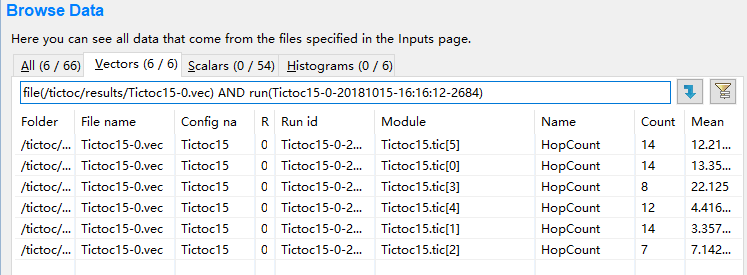 Browse Data
Here you can see all data that come from the files specified in the Inputs page.
All (6 / 66) Vectors (6 / 6) Scalars (0 / 54) Histograms (0 / 6)
file(/tictoc/results/Tictoc15-0.vec) AND run(Tictoc15-0-20181015-16:16:12-2684)
Folder File name Config na R Run id Module Name Count Mean
/tictoc/... Tictoc15-0.vec Tictoc15 0 Tictoc15-0-2... Tictoc15.tic[5] HopCount 14 12.21...
/tictoc/... Tictoc15-0.vec Tictoc15 0 Tictoc15-0-2... Tictoc15.tic[0] HopCount 14 13.35...
/tictoc/... Tictoc15-0.vec Tictoc15 0 Tictoc15-0-2... Tictoc15.tic[3] HopCount 8 22.125
/tictoc/... Tictoc15-0.vec Tictoc15 0 Tictoc15-0-2... Tictoc15.tic[4] HopCount 12 4.416...
/tictoc/... Tictoc15-0.vec Tictoc15 0 Tictoc15-0-2... Tictoc15.tic[1] HopCount 14 3.357...
/tictoc/... Tictoc15-0.vec Tictoc15 0 Tictoc15-0-2... Tictoc15.tic[2] HopCount 7 7.142...